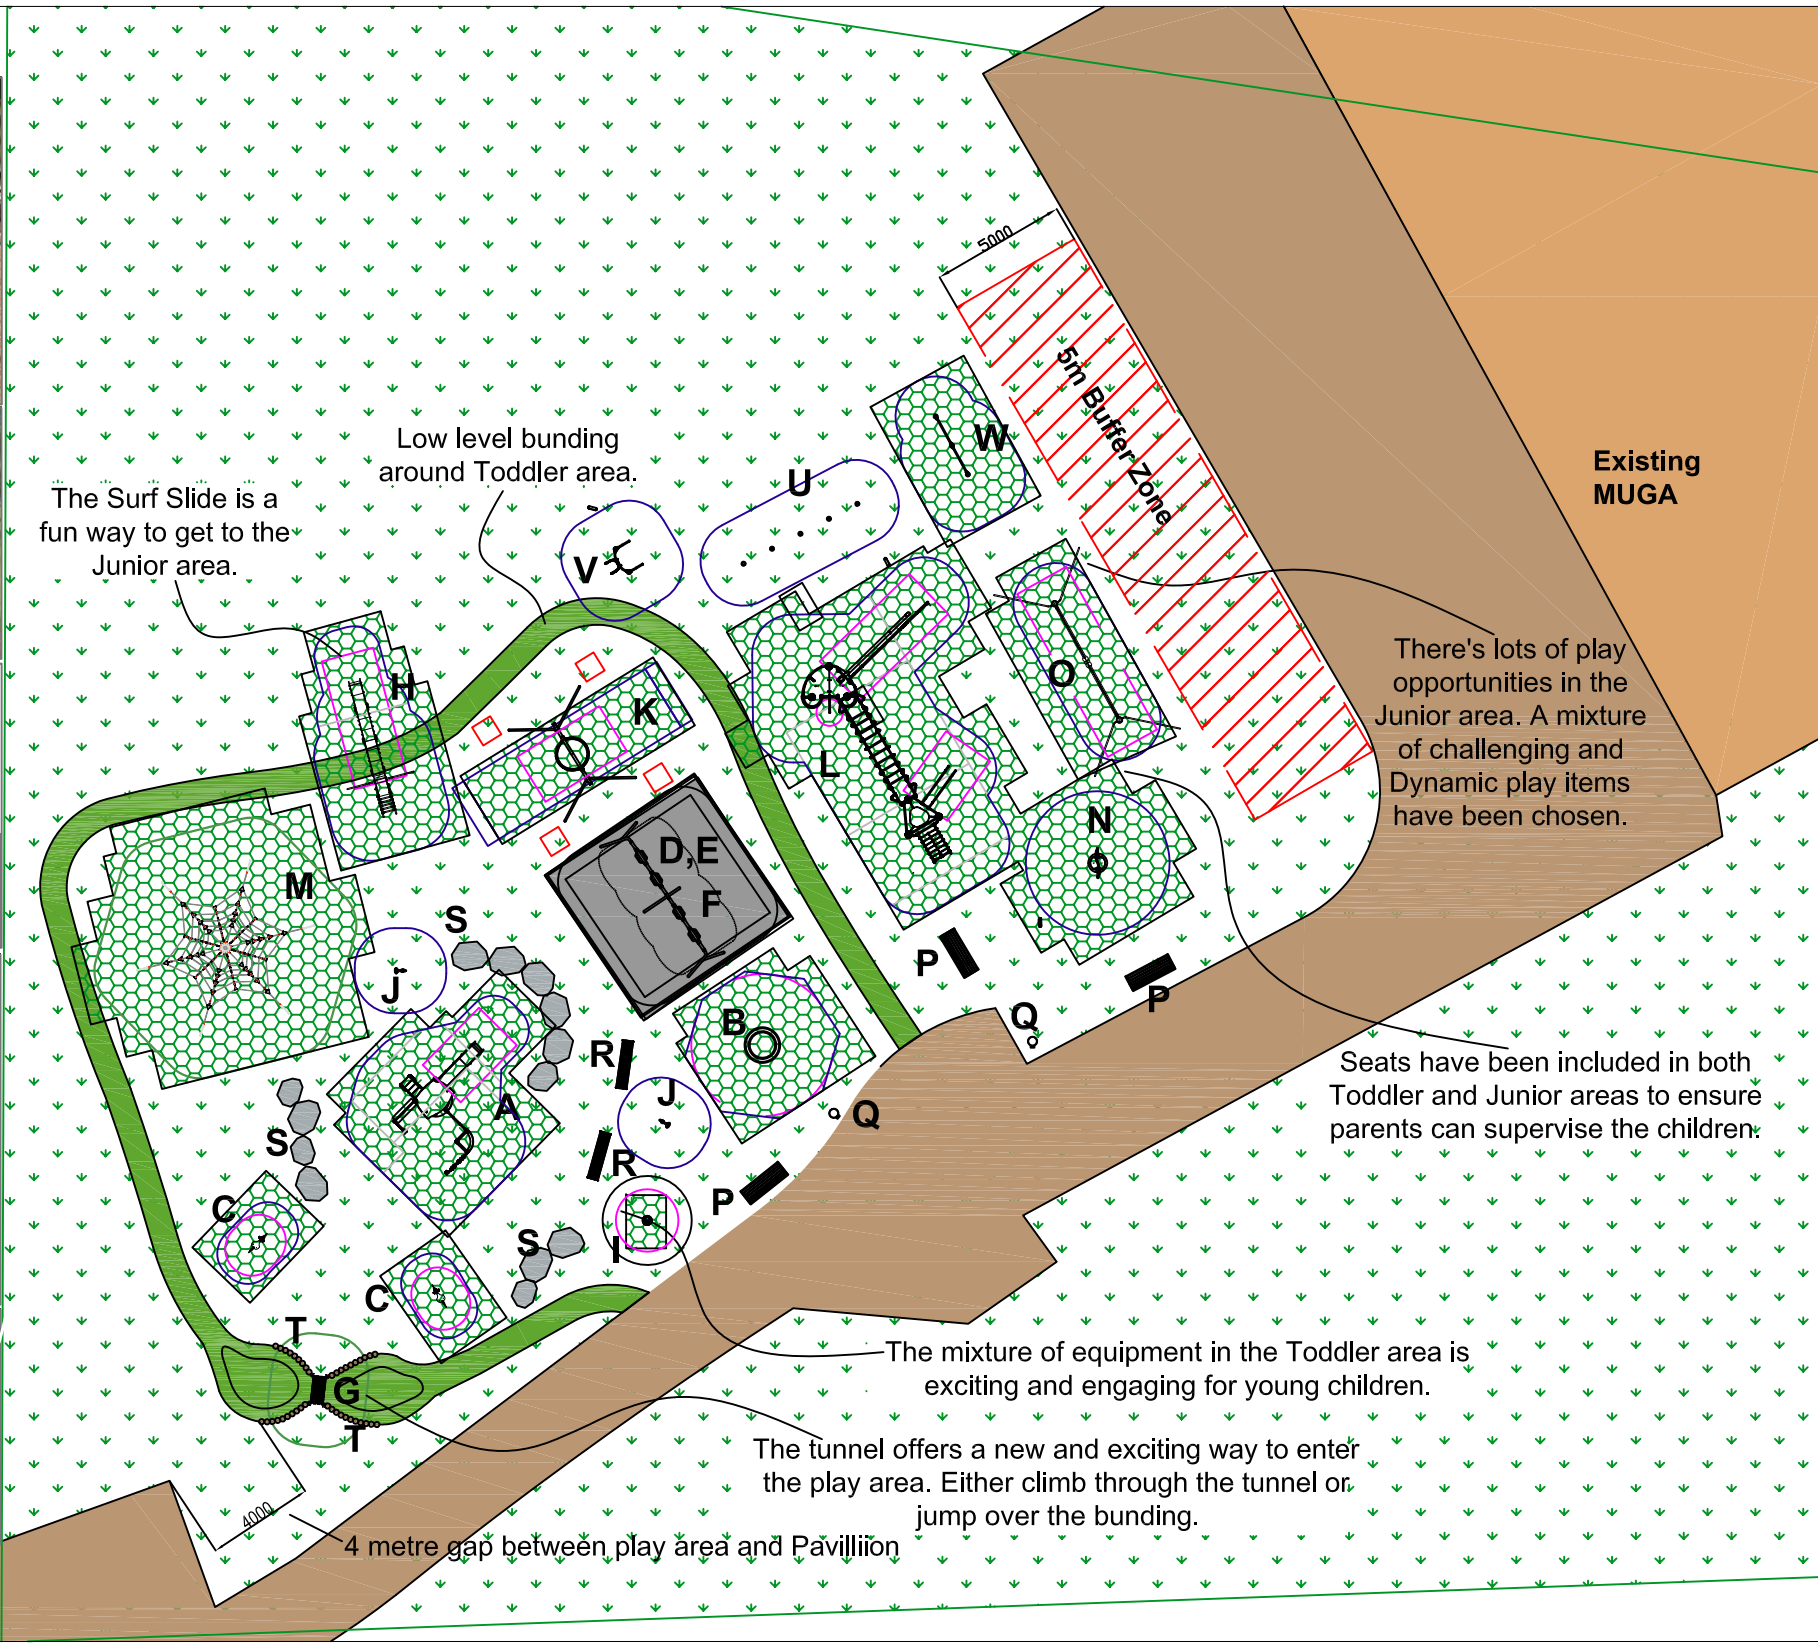 5000
5m Buffer Zone
Existing
MUGA
Low level bunding
around Toddler area.
The Surf Slide is a
fun way to get to the
Junior area.
W
U
V
There's lots of play
opportunities in the
Junior area. A mixture
of challenging and
Dynamic play items
have been chosen.
H
K
O
L
N
D,E
F
M
S
J
P
P
Q
B
R
J
A
Q
S
R
P
C
S
I
C
Seats have been included in both
Toddler and Junior areas to ensure
parents can supervise the children.
T
G
T
The mixture of equipment in the Toddler area is
exciting and engaging for young children.
The tunnel offers a new and exciting way to enter
the play area. Either climb through the tunnel or
jump over the bunding.
4000
4 metre gap between play area and Pavilliion